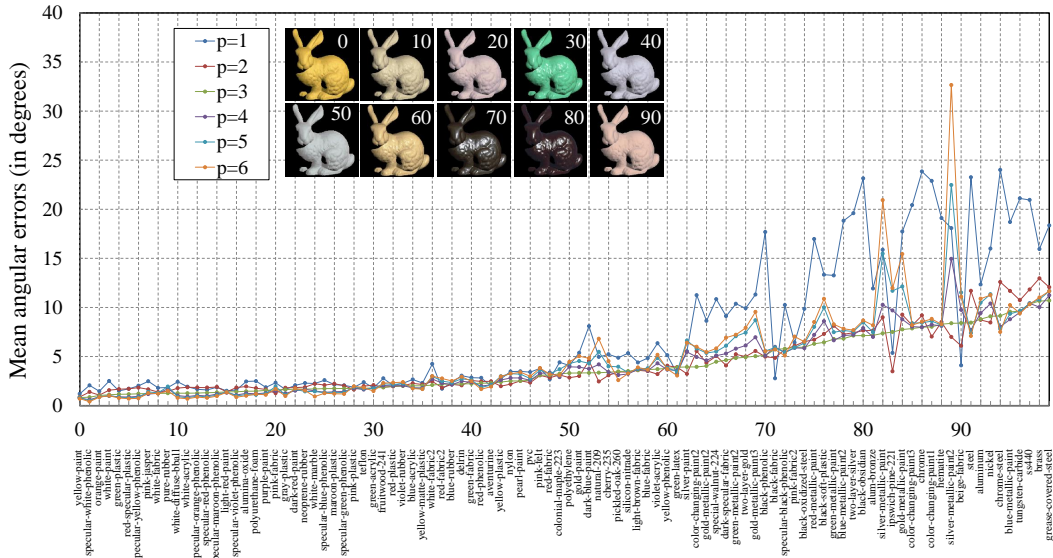 Mean angular errors (in degrees)
40
35
30
25
20
15
10
5
0
p=1
p=2
p=3
p=4
p=5
p=6
0
10
20
30
40
50
60
70
80
90
0
10
20
30
40
50
60
70
80
90
yellow-paint
specular-white-phenolic
orange-paint
white-paint
green-plastic
red-specular-plastic
pecular-yellow-phenolic
pink-jasper
white-fabric
pure-rubber
white-diffuse-bball
white-acrylic
pecular-orange-phenolic
specular-red-phenolic
pecular-maroon-phenolic
light-red-paint
specular-violet-phenolic
alumina-oxide
polyurethane-foam
purple-paint
pink-fabric
gray-plastic
dark-red-paint
neoprene-rubber
white-marble
specular-blue-phenolic
maroon-plastic
specular-green-phenolic
pink-plastic
teflon
green-acrylic
fruitwood-241
violet-rubber
blue-acrylic
yellow-matte-plastic
white-fabric2
red-fabric2
blue-rubber
delrin
green-fabric
red-phenolic
aventurnine
yellow-plastic
nylon
pearl-paint
pvc
pink-felt
red-fabric
colonial-maple-223
polyethylene
gold-paint
dark-blue-paint
natural-209
cherry-235
pickled-oak-260
silicon-nitrade
light-brown-fabric
violet-acrylic
yellow-phenolic
green-latex
silver-paint
color-changing-paint2
gold-metallic-paint2
special-walnut-224
dark-specular-fabric
green-metallic-paint2
two-layer-gold
gold-metallic-paint3
black-phenolic
black-fabric
specular-black-phenolic
pink-fabric2
black-oxidized-steel
red-metallic-paint
black-soft-plastic
green-metallic-paint
blue-metallic-paint2
two-layer-silver
black-obsidian
alum-bronze
silver-metallic-paint
ipswich-pine-221
gold-metallic-paint
color-changing-paint3
chrome
color-changing-paint1
silver-metallic-paint2
beige-fabric
steel
aluminium
nickel
chrome-steel
blue-metallic-paint
tungsten-carbide
ss440
brass
grease-covered-steel